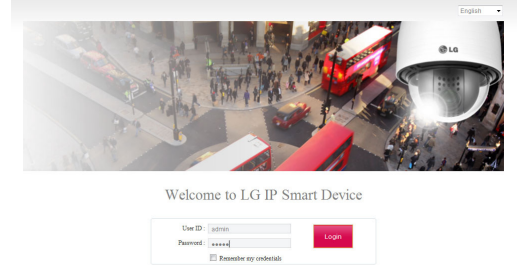 English
LG
Welcome to LG IP Smart Device
User ID : admin
Password : •••••
Login
Remember my credentials